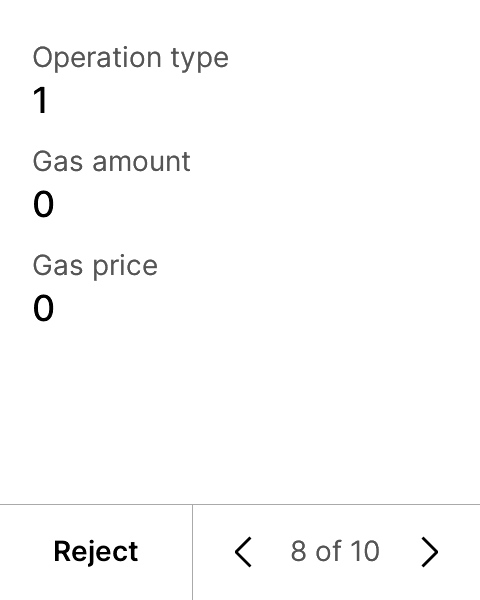 Operation type
1
Gas amount
0
Gas price
0
Reject
8 of 10